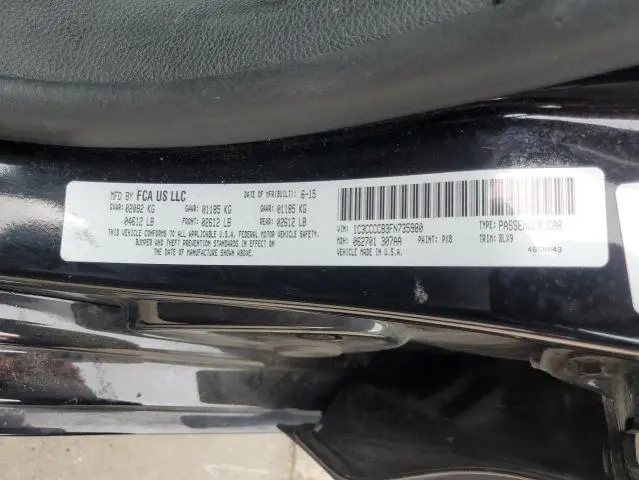 MFD BY FCA US LLC DATE OF MFR(BUILT): 6-15
GVWR: 02092 KG GAWR: 01185 KG GAWR: 01185 KG
04612 LB FRONT: 02612 LB REAR: 02612 LB
THIS VEHICLE CONFORMS TO ALL APPLICABLE U.S.A. FEDERAL MOTOR VEHICLE SAFETY,
BUMPER AND THEFT PREVENTION STANDARDS IN EFFECT ON
THE DATE OF MANUFACTURE SHOWN ABOVE.
VIN: 1C3CCCCB3FN735980 TYPE: PASSENGER CAR
MDH: 062701 307AA PAINT: PX8 TRIM: BLX9
VEHICLE MADE IN U.S.A.